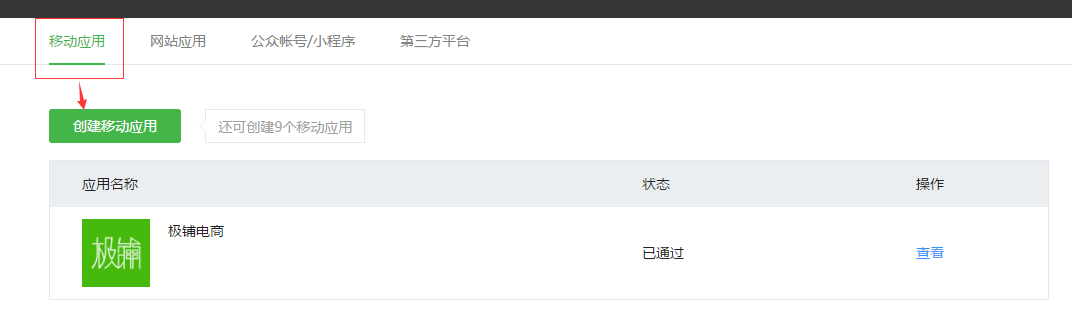 移动应用 网站应用 公众帐号/小程序 第三方平台
创建移动应用 还可创建9个移动应用
应用名称 状态 操作
极铺电商
极铺 已通过 查看